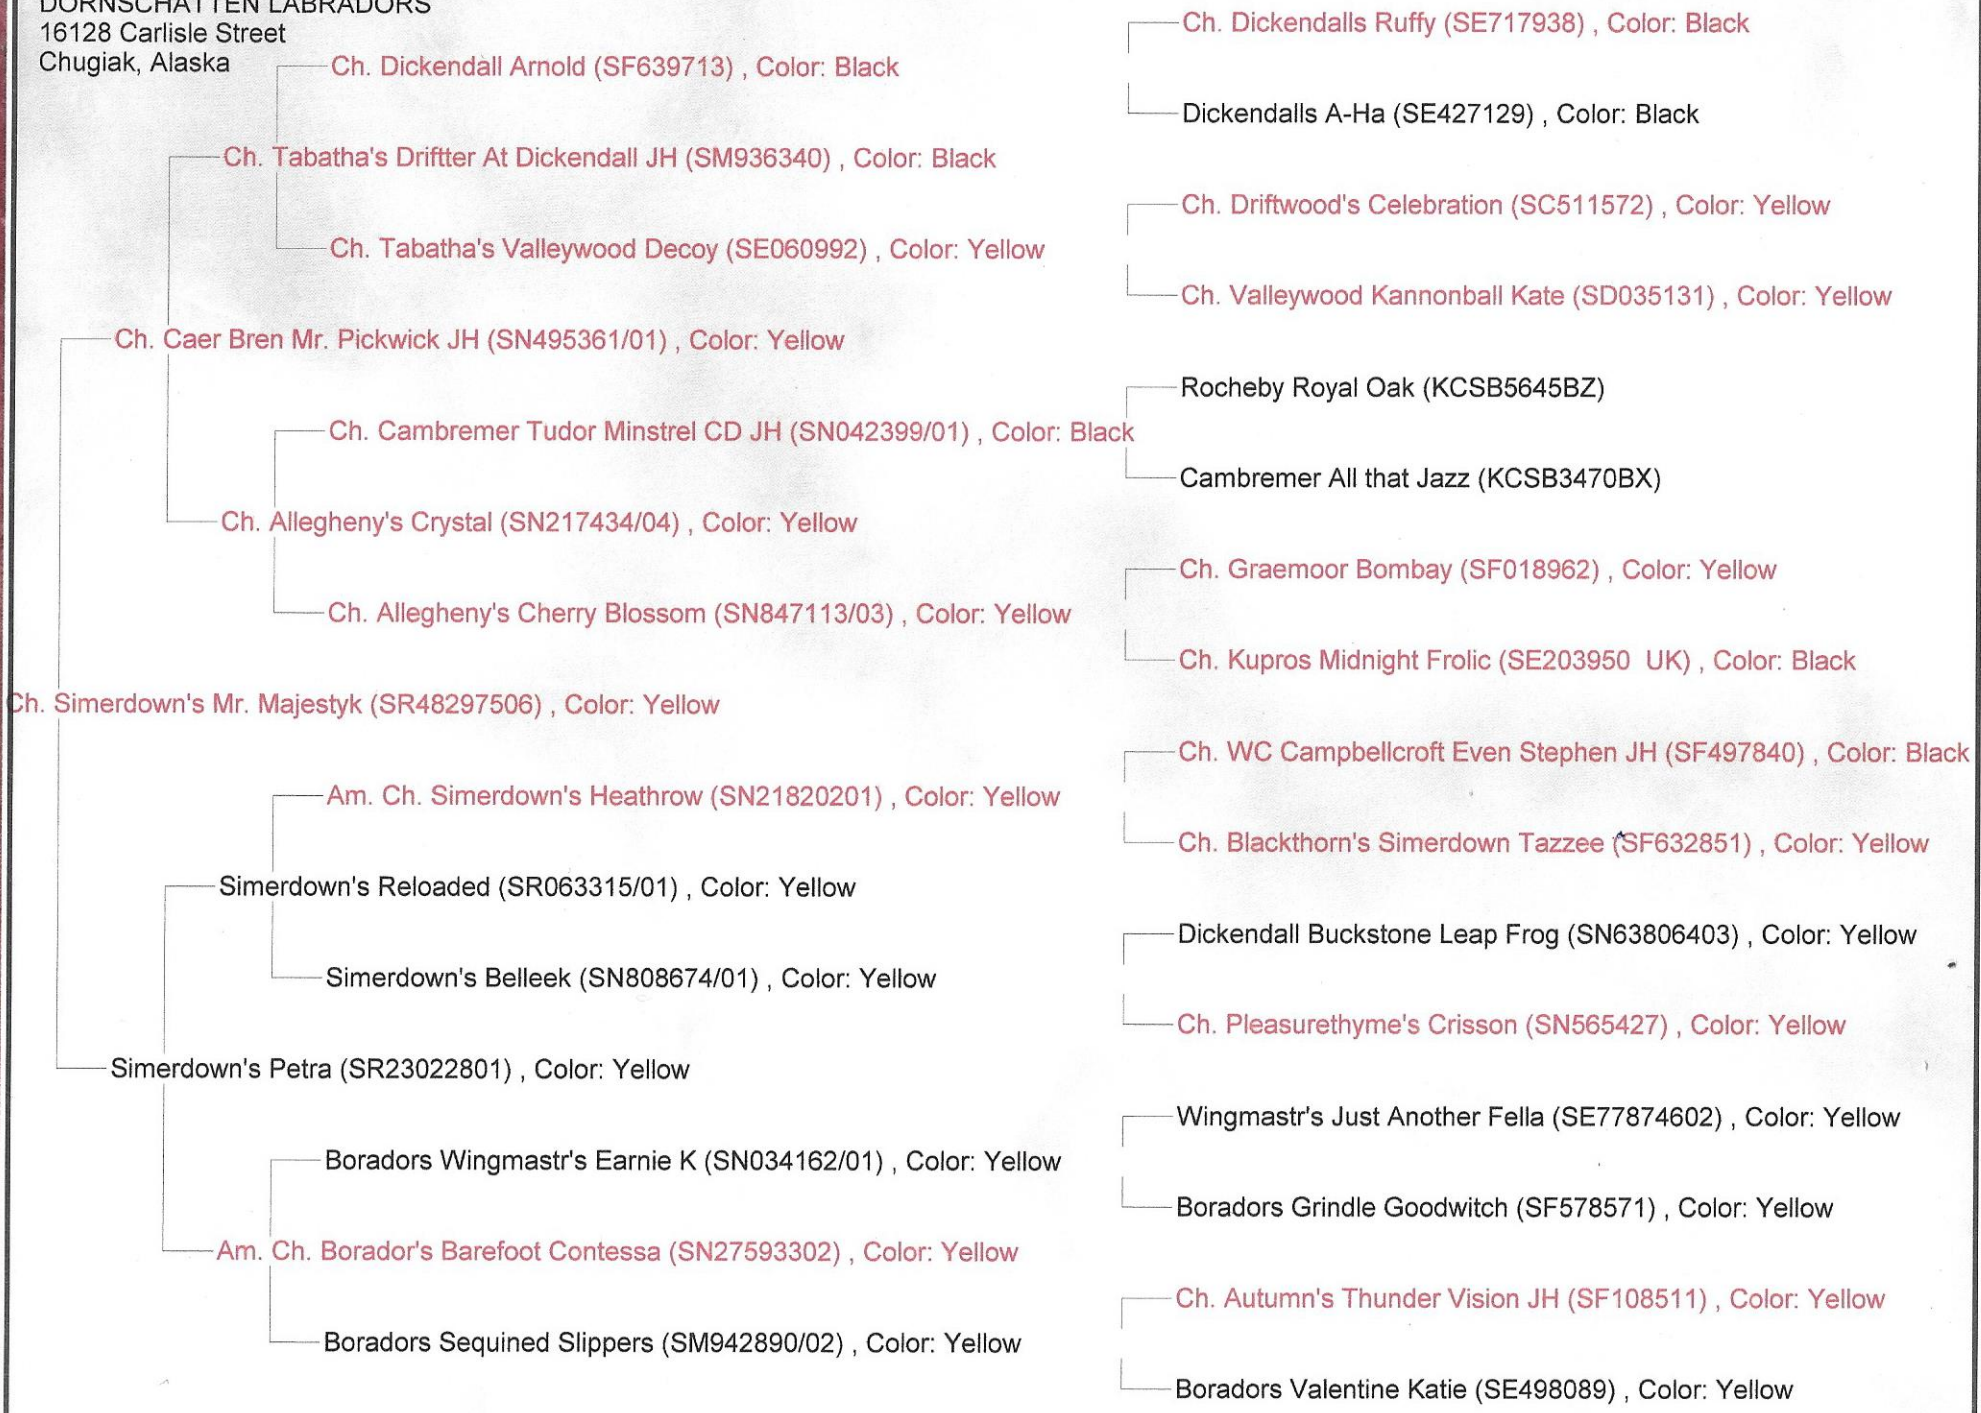 DORNSCHATTEN LABRADORS
16128 Carlisle Street
Chugiak, Alaska
Ch. Dickendalls Ruffy (SE717938) , Color: Black
Ch. Dickendall Arnold (SF639713) , Color: Black
Dickendalls A-Ha (SE427129) , Color: Black
Ch. Tabatha's Driftter At Dickendall JH (SM936340) , Color: Black
Ch. Driftwood's Celebration (SC511572) , Color: Yellow
Ch. Tabatha's Valleywood Decoy (SE060992) , Color: Yellow
Ch. Valleywood Kannonball Kate (SD035131) , Color: Yellow
Ch. Caer Bren Mr. Pickwick JH (SN495361/01) , Color: Yellow
Rocheby Royal Oak (KCSB5645BZ)
Ch. Cambremer Tudor Minstrel CD JH (SN042399/01) , Color: Black
Cambremer All that Jazz (KCSB3470BX)
Ch. Allegheny's Crystal (SN217434/04) , Color: Yellow
Ch. Graemoor Bombay (SF018962) , Color: Yellow
Ch. Allegheny's Cherry Blossom (SN847113/03) , Color: Yellow
Ch. Kupros Midnight Frolic (SE203950 UK) , Color: Black
Ch. Simerdown's Mr. Majestyk (SR48297506) , Color: Yellow
Ch. WC Campbellcroft Even Stephen JH (SF497840) , Color: Black
Am. Ch. Simerdown's Heathrow (SN21820201) , Color: Yellow
Ch. Blackthorn's Simerdown Tazzee (SF632851) , Color: Yellow
Simerdown's Reloaded (SR063315/01) , Color: Yellow
Dickendall Buckstone Leap Frog (SN63806403) , Color: Yellow
Simerdown's Belleek (SN808674/01) , Color: Yellow
Ch. Pleasurethyme's Crisson (SN565427) , Color: Yellow
Simerdown's Petra (SR23022801) , Color: Yellow
Wingmastr's Just Another Fella (SE77874602) , Color: Yellow
Boradors Wingmastr's Earnie K (SN034162/01) , Color: Yellow
Boradors Grindle Goodwitch (SF578571) , Color: Yellow
Am. Ch. Borador's Barefoot Contessa (SN27593302) , Color: Yellow
Ch. Autumn's Thunder Vision JH (SF108511) , Color: Yellow
Boradors Sequined Slippers (SM942890/02) , Color: Yellow
Boradors Valentine Katie (SE498089) , Color: Yellow